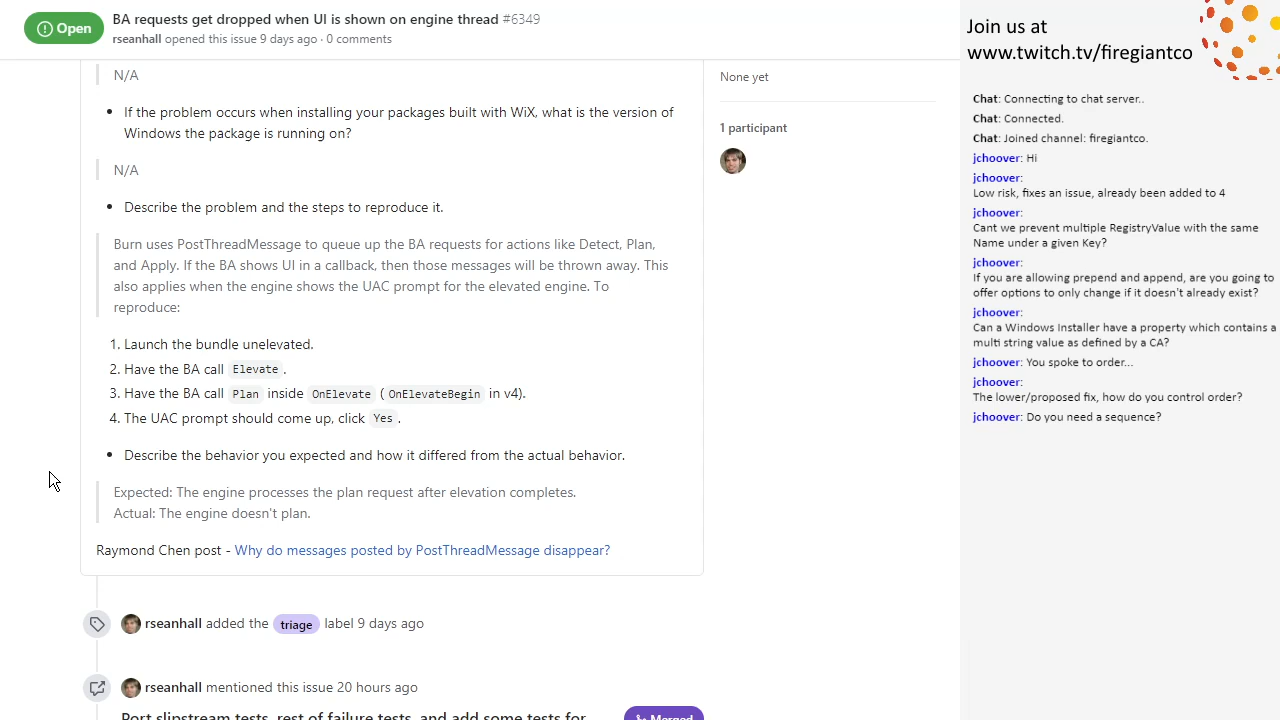 Open
BA requests get dropped when UI is shown on engine thread #6349
rseanhall opened this issue 9 days ago · 0 comments
N/A
• If the problem occurs when installing your packages built with WiX, what is the version of
Windows the package is running on?
N/A
• Describe the problem and the steps to reproduce it.
Burn uses PostThreadMessage to queue up the BA requests for actions like Detect, Plan,
and Apply. If the BA shows UI in a callback, then those messages will be thrown away. This
also applies when the engine shows the UAC prompt for the elevated engine. To
reproduce:
1. Launch the bundle unelevated.
2. Have the BA call Elevate.
3. Have the BA call Plan inside OnElevate ( OnElevateBegin in v4).
4. The UAC prompt should come up, click Yes.
• Describe the behavior you expected and how it differed from the actual behavior.
Expected: The engine processes the plan request after elevation completes.
Actual: The engine doesn't plan.
Raymond Chen post - Why do messages posted by PostThreadMessage disappear?
rseanhall added the triage label 9 days ago
rseanhall mentioned this issue 20 hours ago
Port slipstream tests, rest of failure tests, and add some tests for
Merged
None yet
1 participant
Join us at
www.twitch.tv/firegiantco
Chat: Connecting to chat server..
Chat: Connected.
Chat: Joined channel: firegiantco.
jchoover: Hi
jchoover:
Low risk, fixes an issue, already been added to 4
jchoover:
Cant we prevent multiple RegistryValue with the same
Name under a given Key?
jchoover:
If you are allowing prepend and append, are you going to
offer options to only change if it doesn't already exist?
jchoover:
Can a Windows Installer have a property which contains a
multi string value as defined by a CA?
jchoover: You spoke to order...
jchoover:
The lower/proposed fix, how do you control order?
jchoover: Do you need a sequence?